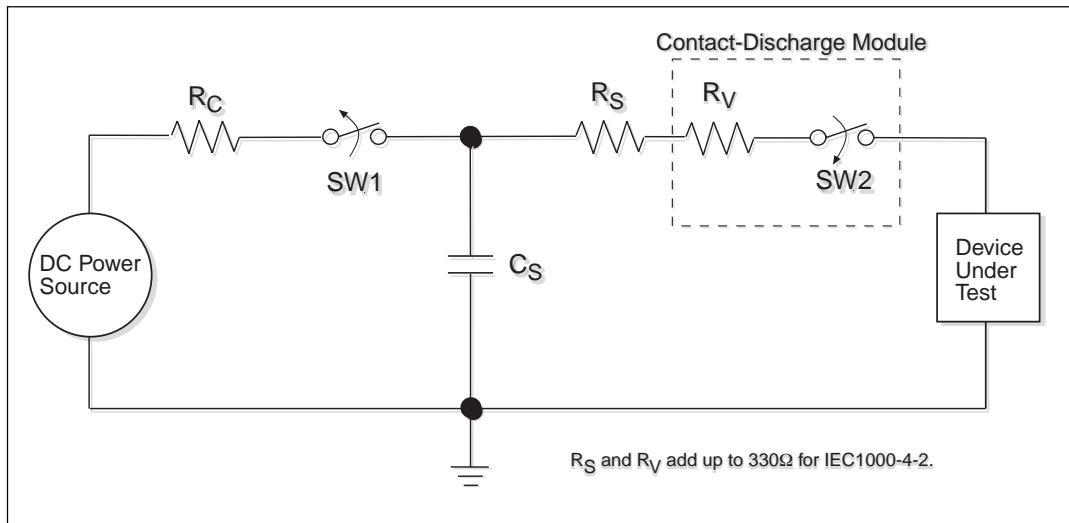 Contact-Discharge Module
RC
RS
RV
SW1
SW2
DC Power
Source
CS
Device
Under
Test
RS and RV add up to 330Ω for IEC1000-4-2.